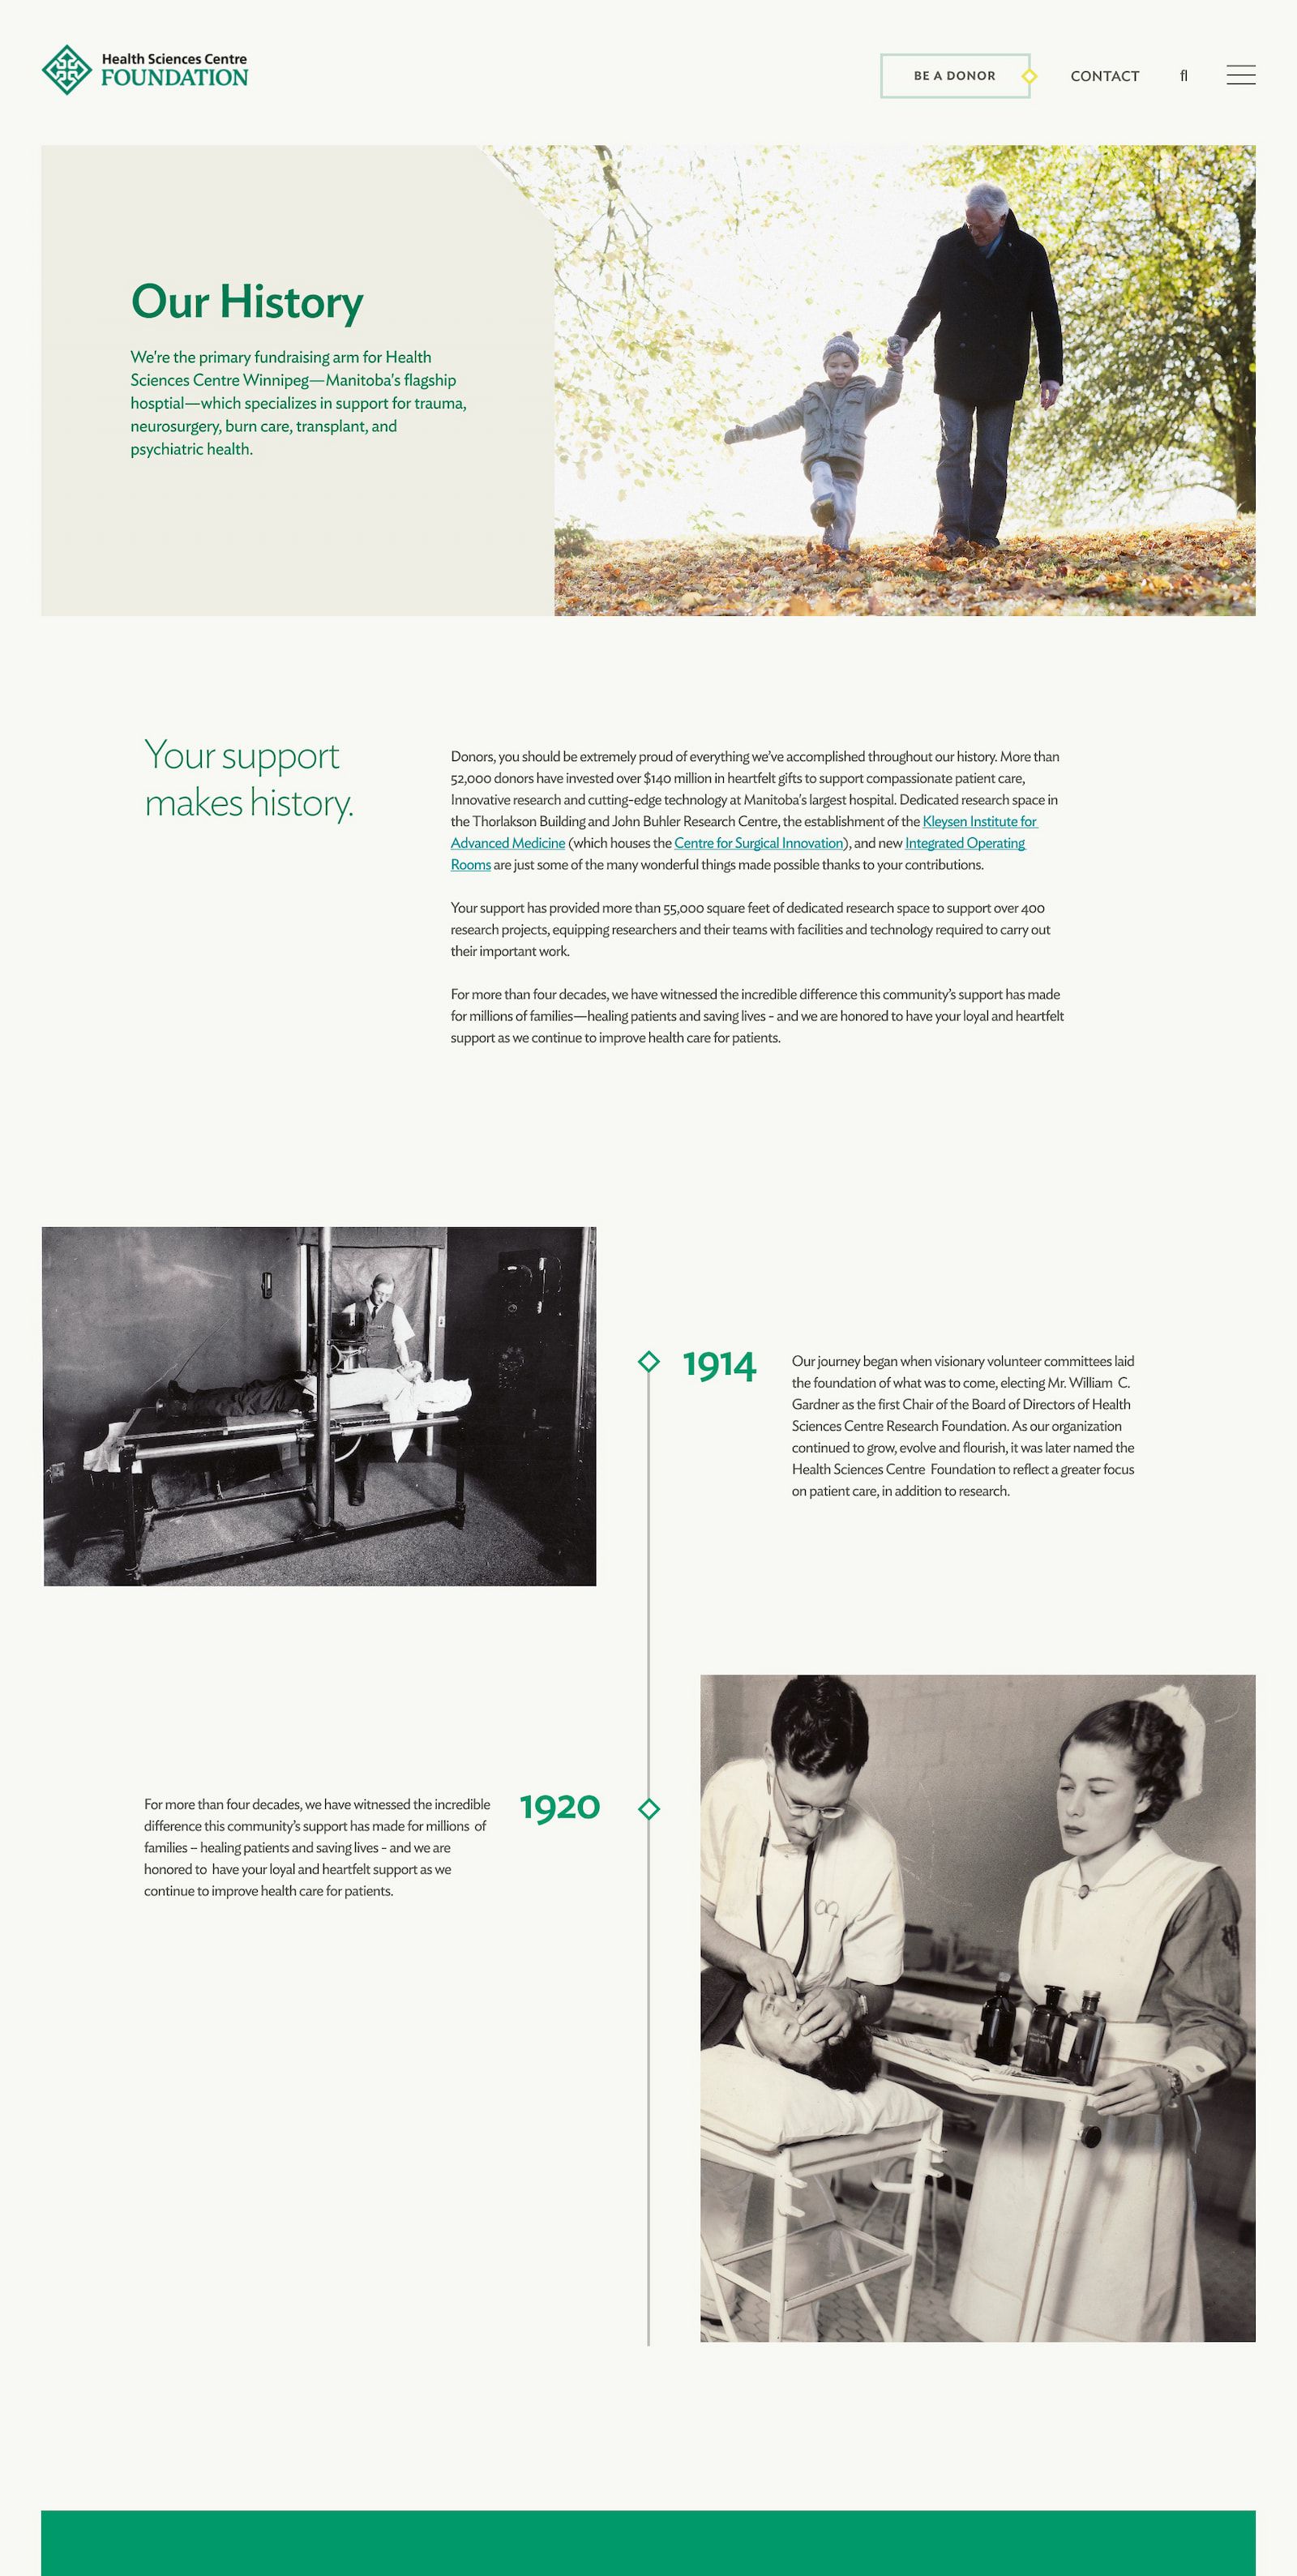 Health Sciences Centre
FOUNDATION
BE A DONOR
CONTACT
fl
Our History
We're the primary fundraising arm for Health
Sciences Centre Winnipeg—Manitoba's flagship
hosptial—which specializes in support for trauma,
neurosurgery, burn care, transplant, and
psychiatric health.
Your support
makes history.
Donors, you should be extremely proud of everything we’ve accomplished throughout our history. More than
52,000 donors have invested over $140 million in heartfelt gifts to support compassionate patient care,
Innovative research and cutting-edge technology at Manitoba’s largest hospital. Dedicated research space in
the Thorlakson Building and John Buhler Research Centre, the establishment of the Kleysen Institute for
Advanced Medicine (which houses the Centre for Surgical Innovation), and new Integrated Operating
Rooms are just some of the many wonderful things made possible thanks to your contributions.
Your support has provided more than 55,000 square feet of dedicated research space to support over 400
research projects, equipping researchers and their teams with facilities and technology required to carry out
their important work.
For more than four decades, we have witnessed the incredible difference this community’s support has made
for millions of families—healing patients and saving lives - and we are honored to have your loyal and heartfelt
support as we continue to improve health care for patients.
1914
Our journey began when visionary volunteer committees laid
the foundation of what was to come, electing Mr. William C.
Gardner as the first Chair of the Board of Directors of Health
Sciences Centre Research Foundation. As our organization
continued to grow, evolve and flourish, it was later named the
Health Sciences Centre Foundation to reflect a greater focus
on patient care, in addition to research.
For more than four decades, we have witnessed the incredible
difference this community’s support has made for millions of
families – healing patients and saving lives - and we are
honored to have your loyal and heartfelt support as we
continue to improve health care for patients.
1920